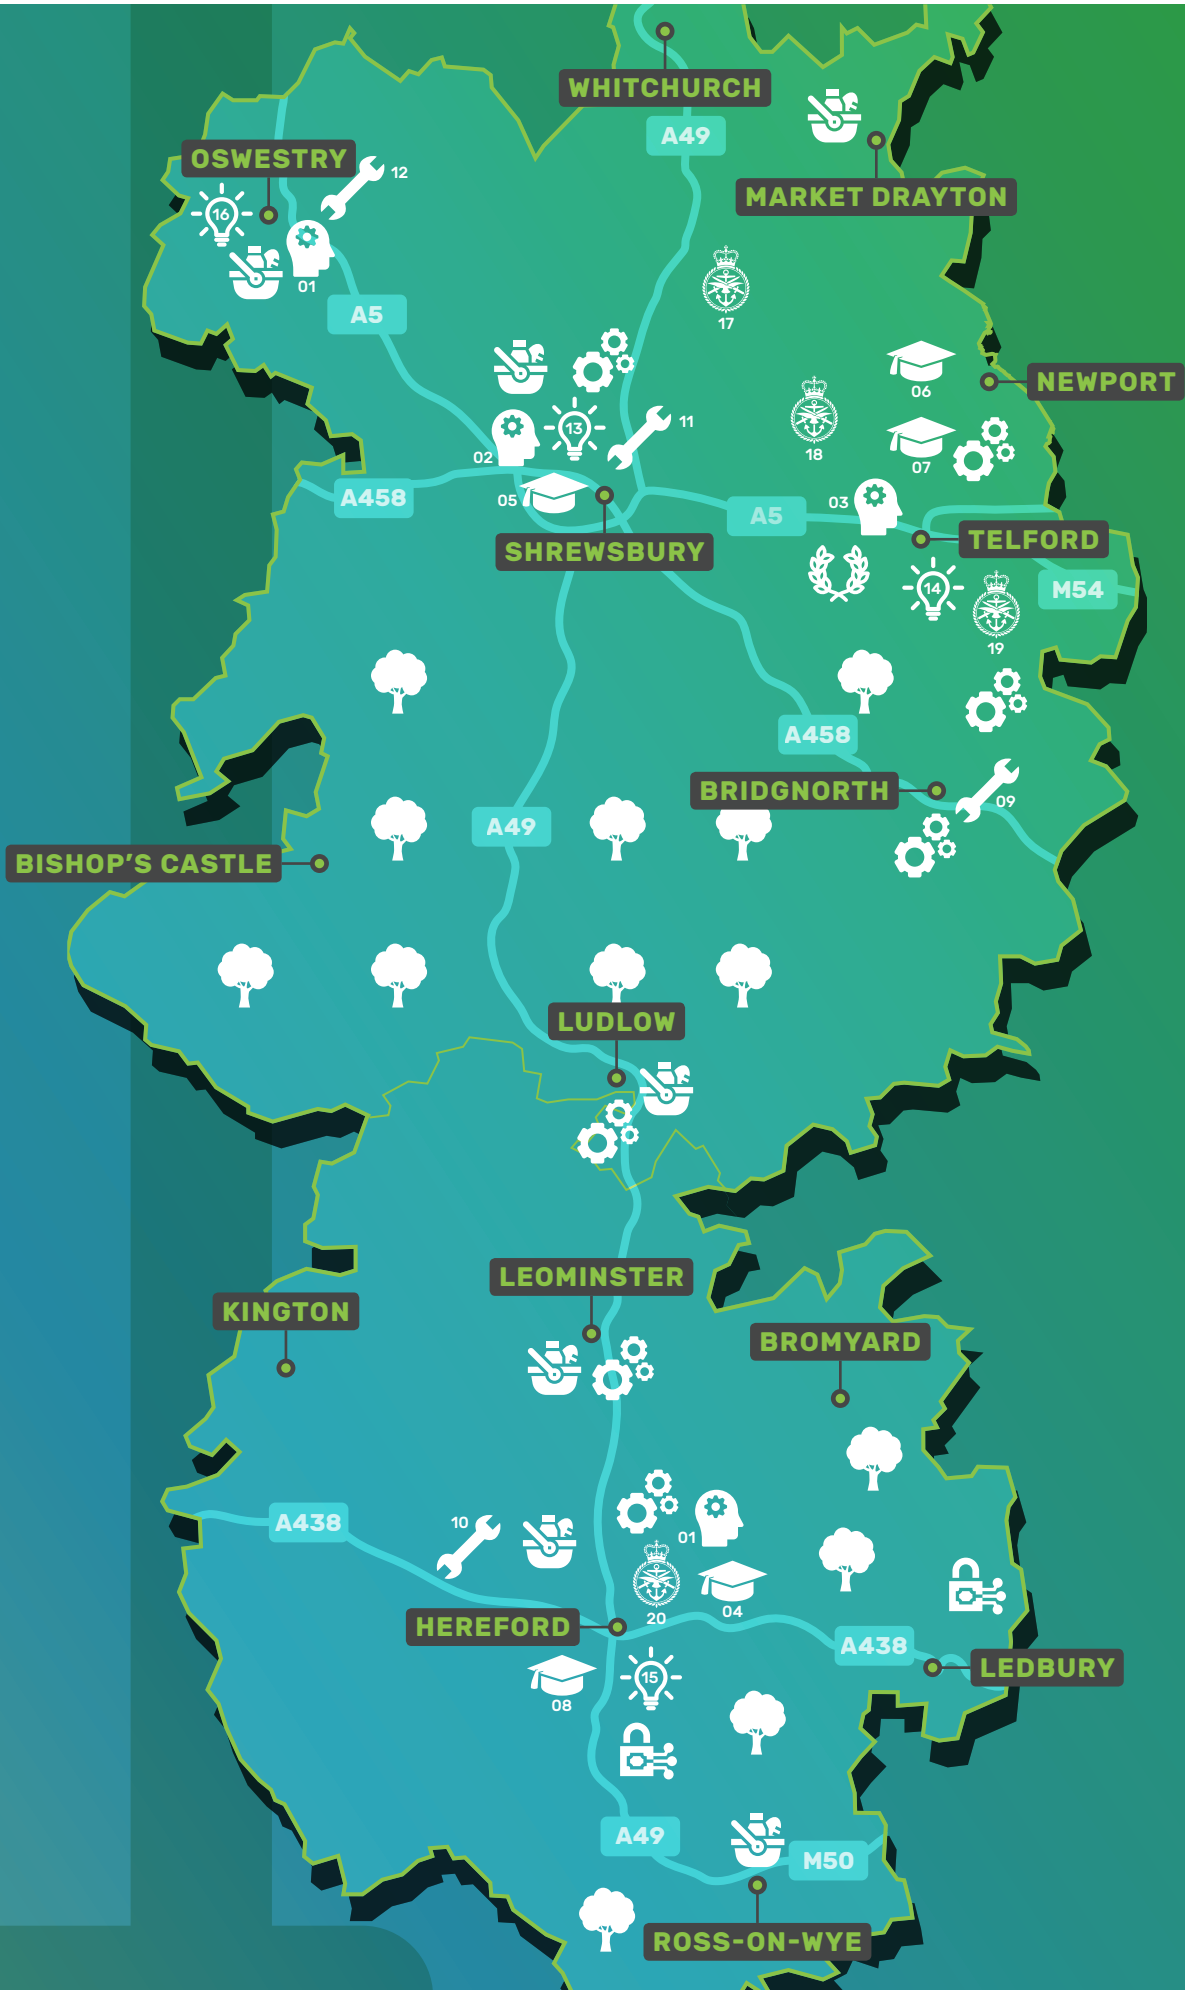 WHITCHURCH
A49
OSWESTRY
12
MARKET DRAYTON
16
01
A5
17
NEWPORT
06
11
13
18
02
07
A458
05
03
A5
SHREWSBURY
TELFORD
14
M54
19
A458
BRIDGNORTH
09
A49
BISHOP'S CASTLE
LUDLOW
LEOMINSTER
KINGTON
BROMYARD
A438
10
01
20
04
HEREFORD
A438
LEDBURY
15
08
A49
M50
ROSS-ON-WYE